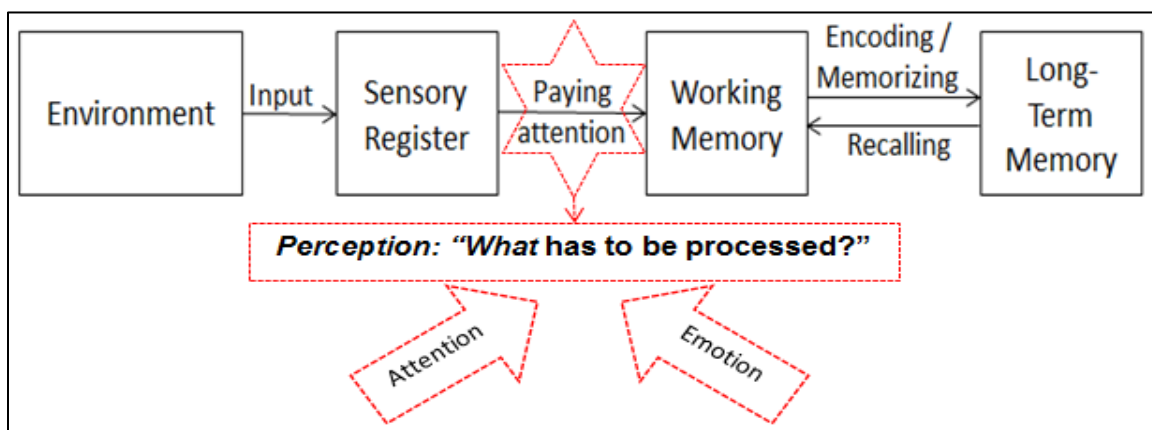 Environment
Input
Sensory
Register
Paying
attention
Working
Memory
Encoding /
Memorizing
Recalling
Long-
Term
Memory
Perception: “What has to be processed?”
Attention
Emotion